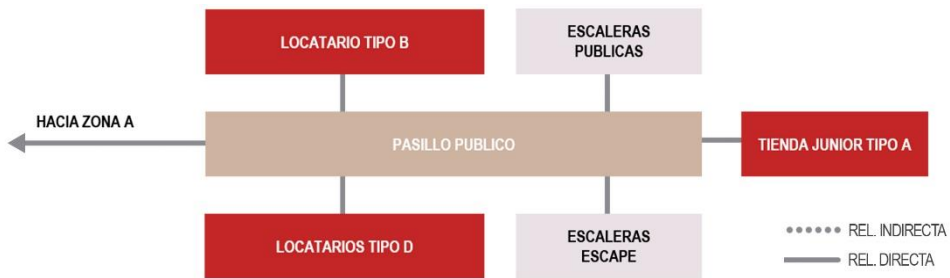 LOCATARIO TIPO B
ESCALERAS
PUBLICAS
HACIA ZONA A
PASILLO PUBLICO
TIENDA JUNIOR TIPO A
LOCATARIOS TIPO D
ESCALERAS
ESCAPE
REL. INDIRECTA
REL. DIRECTA